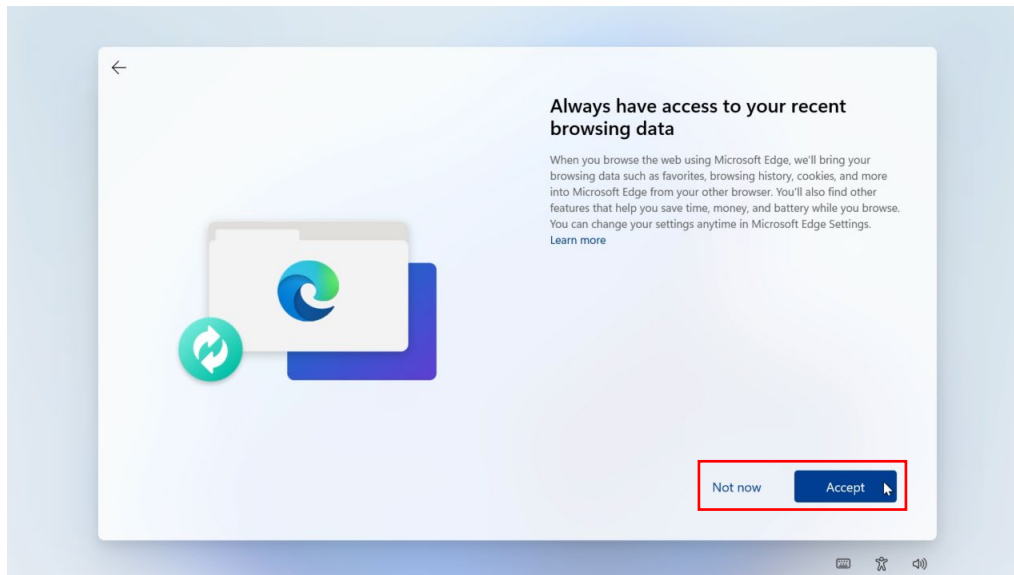 Always have access to your recent
browsing data
When you browse the web using Microsoft Edge, we'll bring your
browsing data such as favorites, browsing history, cookies, and more
into Microsoft Edge from your other browser. You'll also find other
features that help you save time, money, and battery while you browse.
You can change your settings anytime in Microsoft Edge Settings.
Learn more
Not now Accept